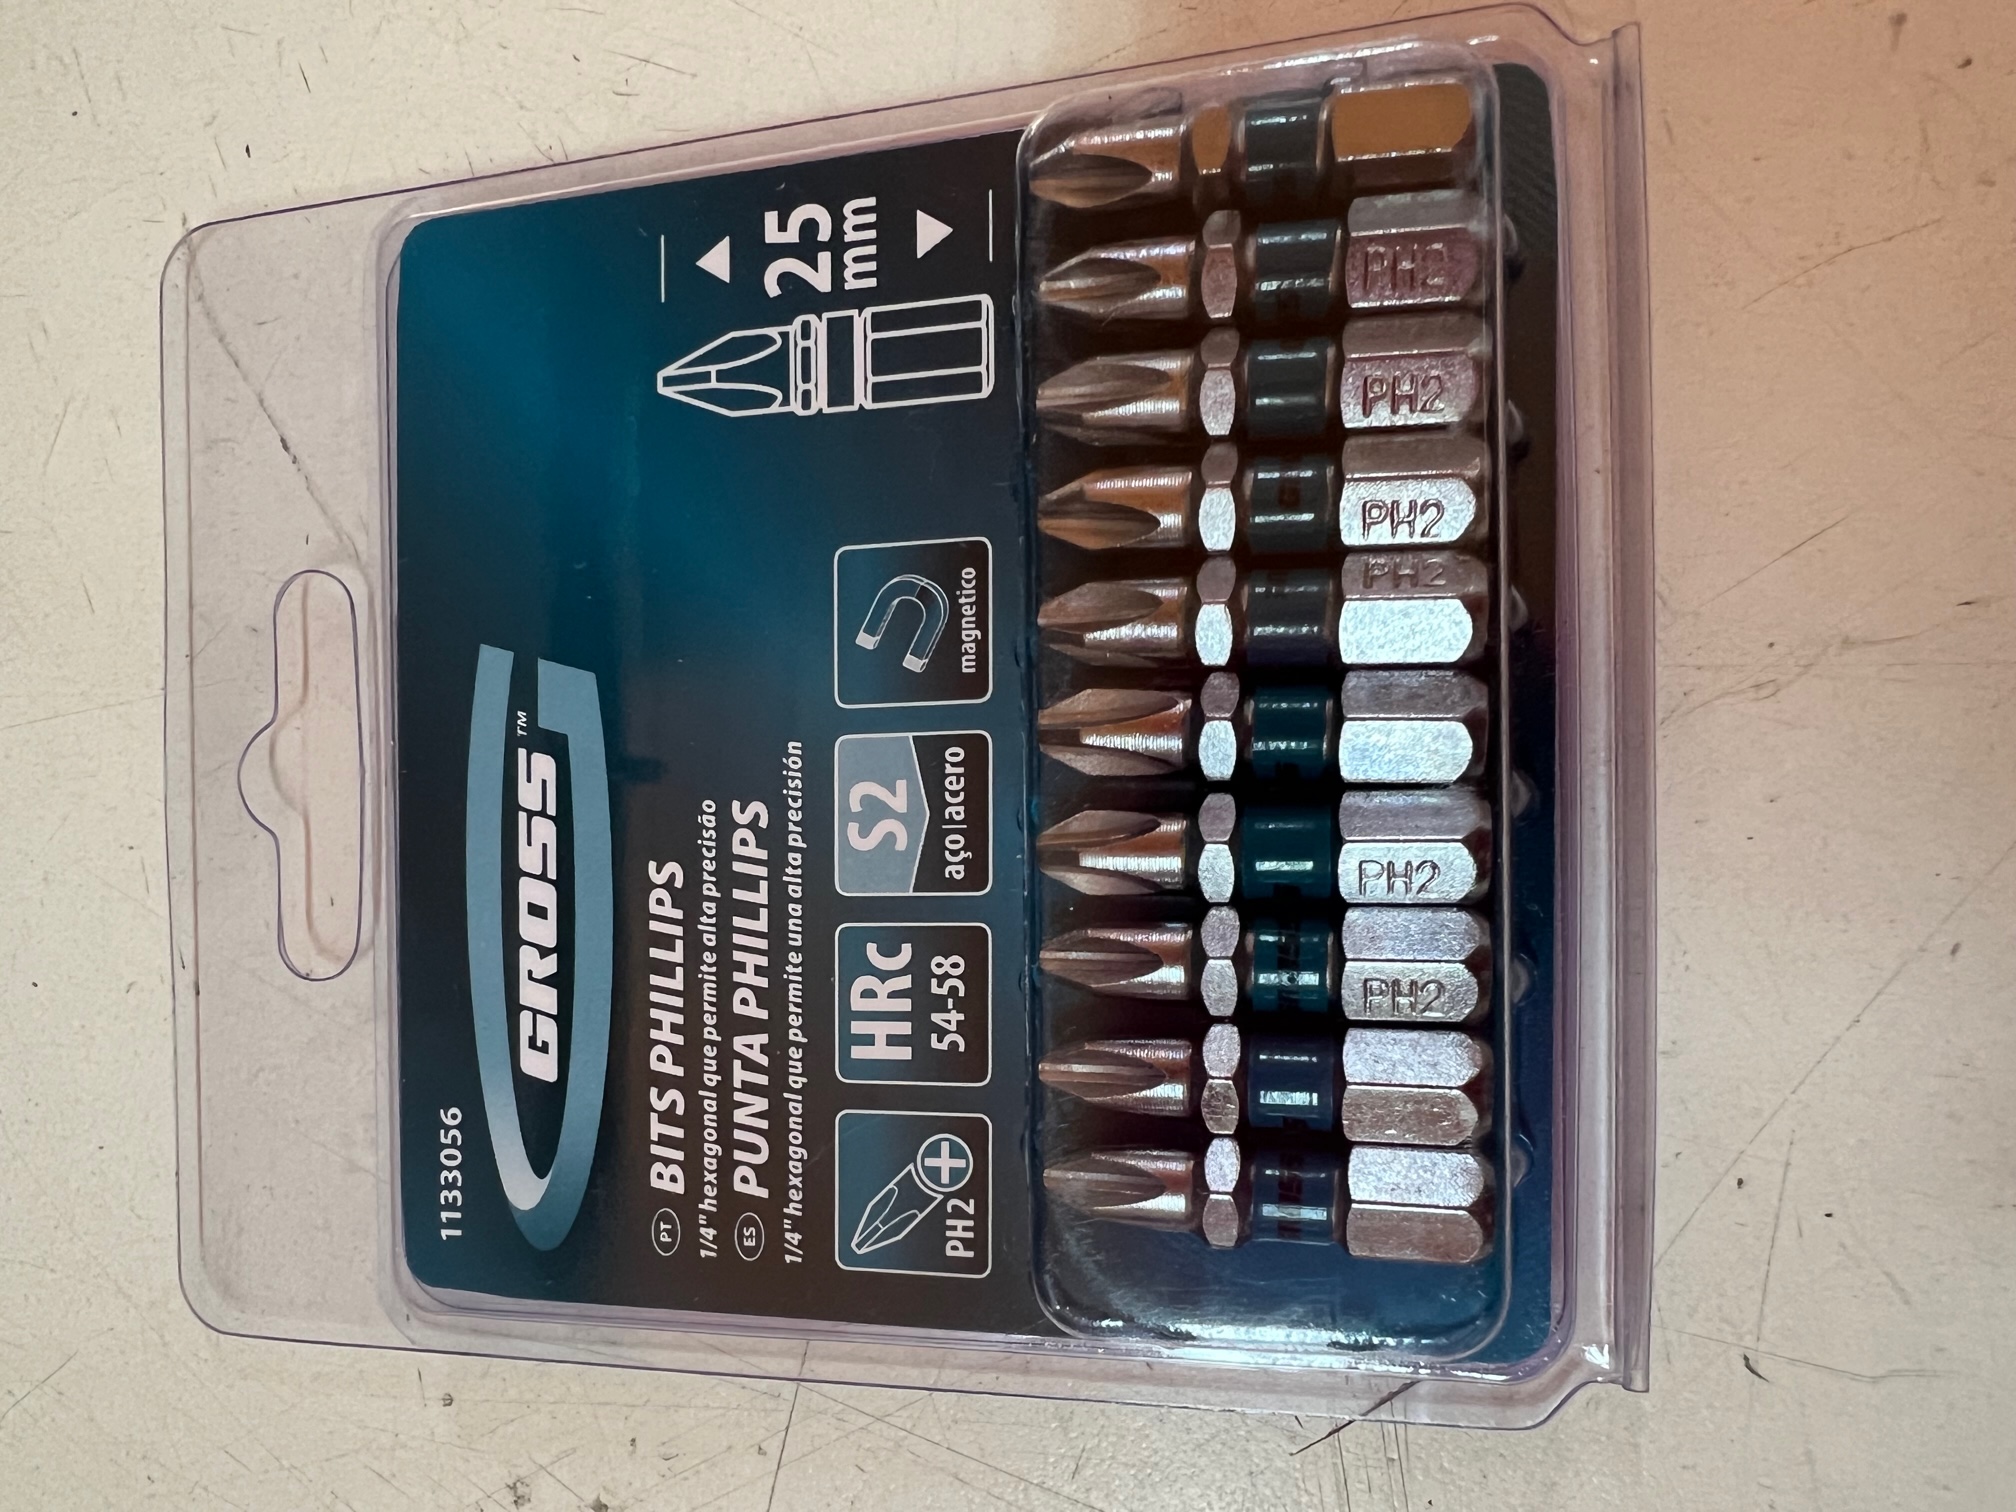 1133056
GROSS™
PT BITS PHILLIPS
1/4" hexagonal que permite alta precisão
ES PUNTA PHILLIPS
1/4" hexagonal que permite una alta precisión
25
mm
PH2
HRc
54-58
S2
aço|acero
magnetico
PH2
PH2
PH2
PH2
PH2
PH2